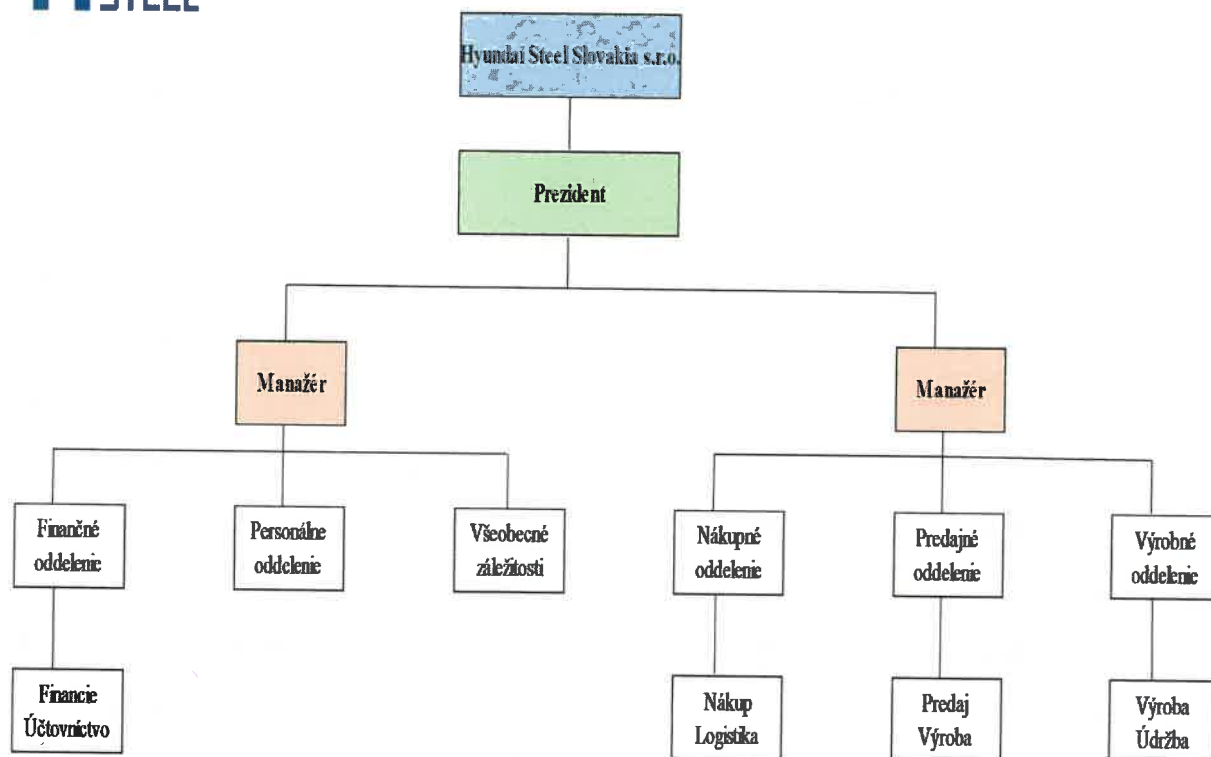 STEEL
Hyundai Steel Slovakia s.r.o.
Prezident
Manažér
Manažér
Finančné
oddelenie
Personálne
oddelenie
Všeobecné
záležitosti
Nákupné
oddelenie
Predajné
oddelenie
Výrobné
oddelenie
Financie
Účtovníctvo
Nákup
Logistika
Predaj
Výroba
Výroba
Údržba